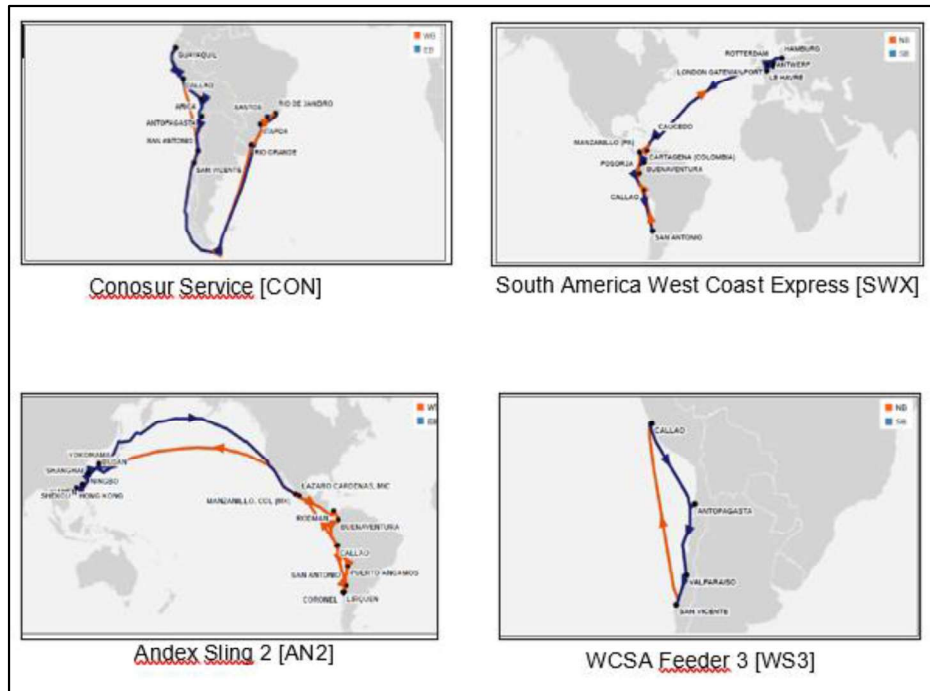 WB
EB
GUAYAQUIL
CALLAO
ARICA
ANTOFAGASTA
SAN ANTONIO
SAN VICENTE
SANTOS
RIO DE JANEIRO
ITAPOA
RIO GRANDE
Conosur Service [CON]
NB
SB
ROTTERDAM
HAMBURG
ANTWERP
LONDON GATEWAY PORT
LE HAVRE
CAUCEDO
MANZANILLO (PA)
CARTAGENA (COLOMBIA)
POSORJA
BUENAVENTURA
CALLAO
SAN ANTONIO
South America West Coast Express [SWX]
YOKOHAMA
BUSAN
SHANGHAI
NINGBO
SHEKOU
HONG KONG
LAZARO CARDENAS, MIC
MANZANILLO, COL (MX)
RODMAN
BUENAVENTURA
CALLAO
PUERTO ANGAMOS
SAN ANTONIO
CORONEL
LIRQUEN
Andex Sling 2 [AN2]
NB
SB
CALLAO
ANTOFAGASTA
VALPARAISO
SAN VICENTE
WCSA Feeder 3 [WS3]